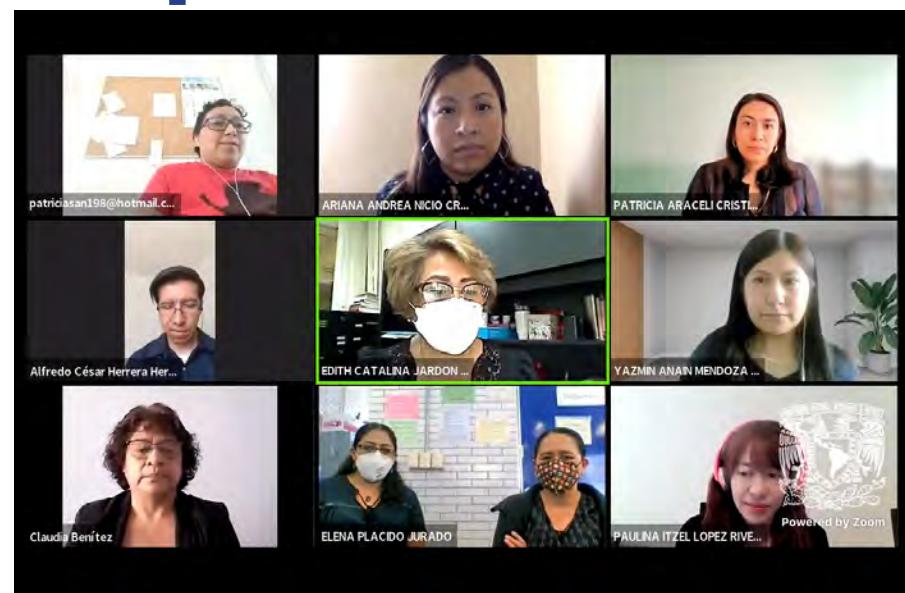 patriciasan198@hotmail.c...
ARIANA ANDREA NICIO CR...
PATRICIA ARACELI CRISTI...
Alfredo César Herrera Her...
EDITH CATALINA JARDON ...
YAZMIN ANAIN MENDOZA ...
Claudia Benítez
ELENA PLACIDO JURADO
PAULINA ITZEL LOPEZ RIVE...
Powered by Zoom